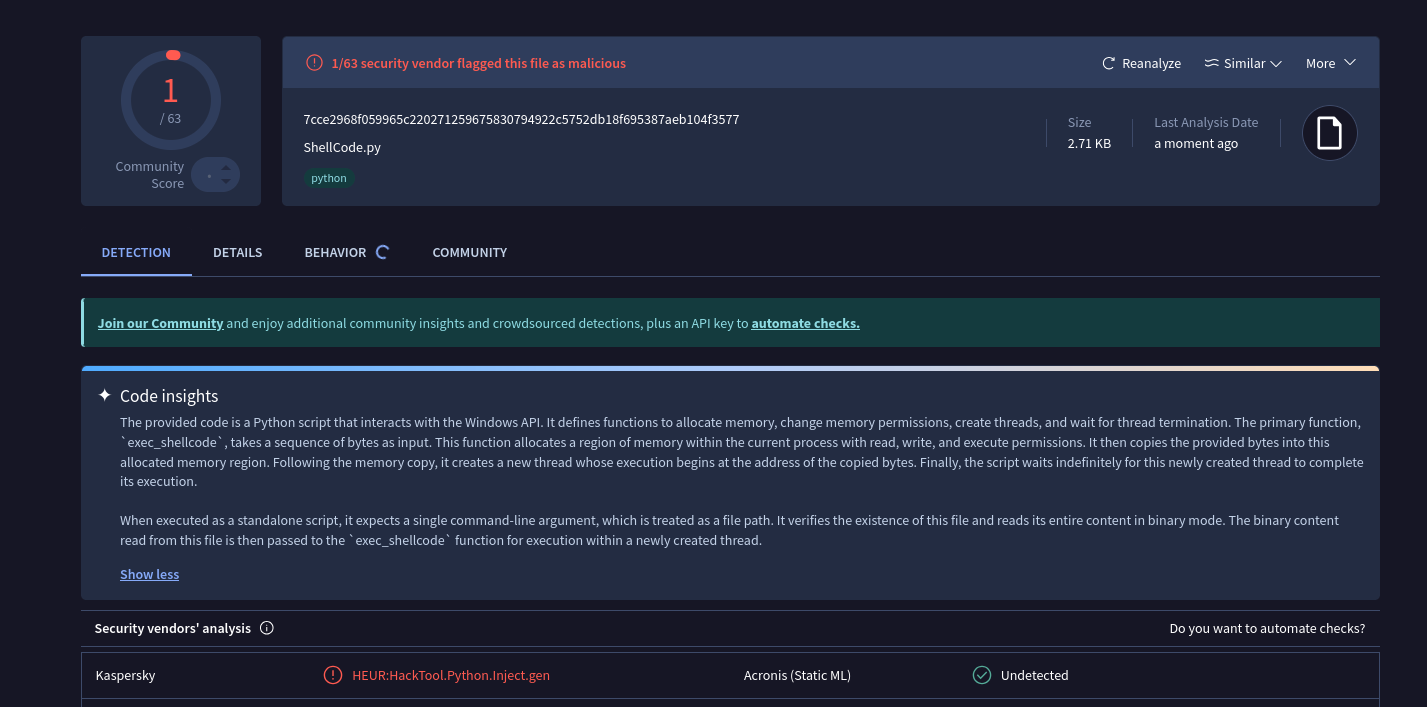 1
/ 63
Community
Score
1/63 security vendor flagged this file as malicious
Reanalyze
Similar
More
7cce2968f059965c220271259675830794922c5752db18f695387aeb104f3577
ShellCode.py
python
Size
2.71 KB
Last Analysis Date
a moment ago
DETECTION
DETAILS
BEHAVIOR
COMMUNITY
Join our Community and enjoy additional community insights and crowdsourced detections, plus an API key to automate checks.
Code insights
The provided code is a Python script that interacts with the Windows API. It defines functions to allocate memory, change memory permissions, create threads, and wait for thread termination. The primary function,
`exec_shellcode`, takes a sequence of bytes as input. This function allocates a region of memory within the current process with read, write, and execute permissions. It then copies the provided bytes into this
allocated memory region. Following the memory copy, it creates a new thread whose execution begins at the address of the copied bytes. Finally, the script waits indefinitely for this newly created thread to complete
its execution.
When executed as a standalone script, it expects a single command-line argument, which is treated as a file path. It verifies the existence of this file and reads its entire content in binary mode. The binary content
read from this file is then passed to the `exec_shellcode` function for execution within a newly created thread.
Show less
Security vendors' analysis
Do you want to automate checks?
Kaspersky
HEUR:HackTool.Python.Inject.gen
Acronis (Static ML)
Undetected